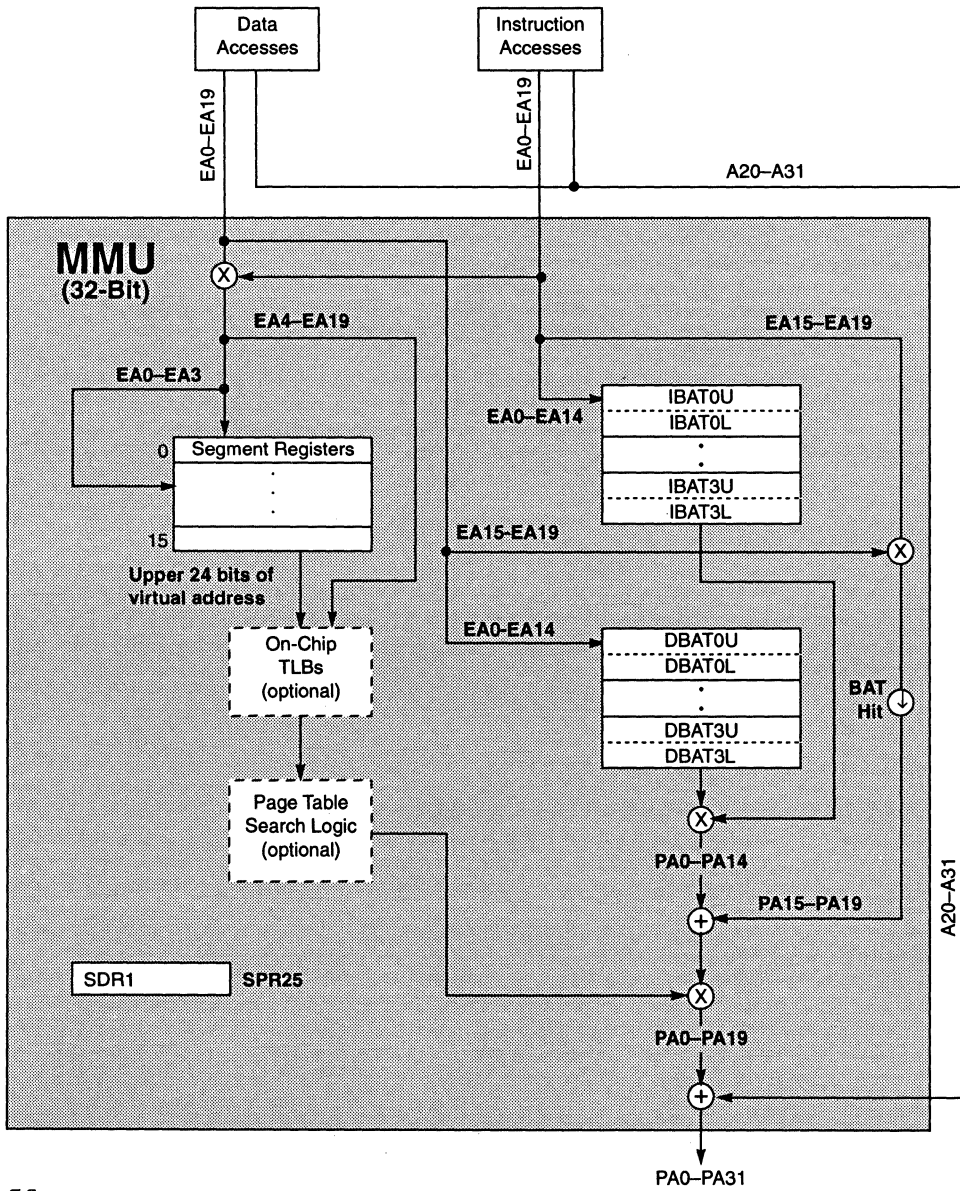 Data
Accesses
Instruction
Accesses
EA0–EA19
EA0–EA19
A20–A31
MMU
(32-Bit)
X
EA4–EA19
EA15–EA19
EA0–EA3
EA0–EA14
IBAT0U
IBAT0L
IBAT3U
IBAT3L
0
Segment Registers
15
EA15-EA19
X
Upper 24 bits of
virtual address
On-Chip
TLBs
(optional)
EA0-EA14
DBAT0U
DBAT0L
DBAT3U
DBAT3L
BAT
Hit
Page Table
Search Logic
(optional)
X
PA0–PA14
PA15–PA19
+
A20–A31
SDR1
SPR25
X
PA0–PA19
+
PA0–PA31